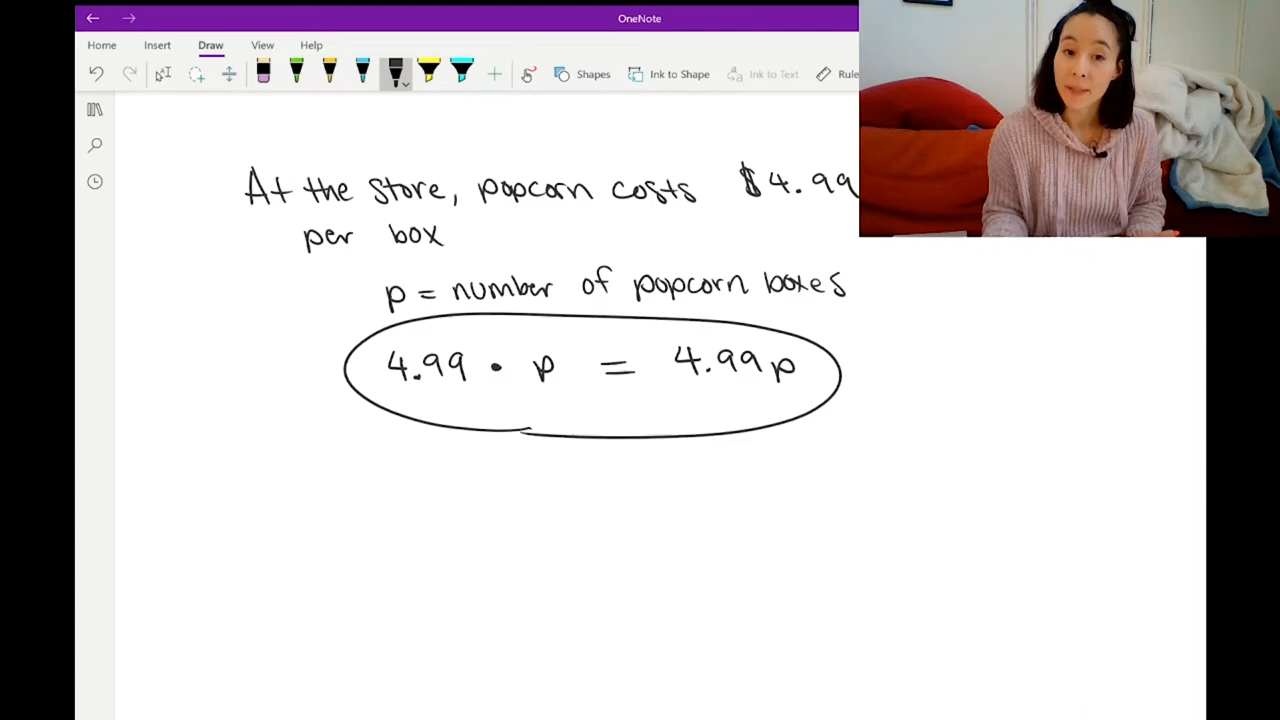 OneNote
Home Insert Draw View Help
Shapes Ink to Shape Ink to Text Rule
At the store, popcorn costs $4.99
per box
p = number of popcorn boxes
4.99 • p = 4.99p